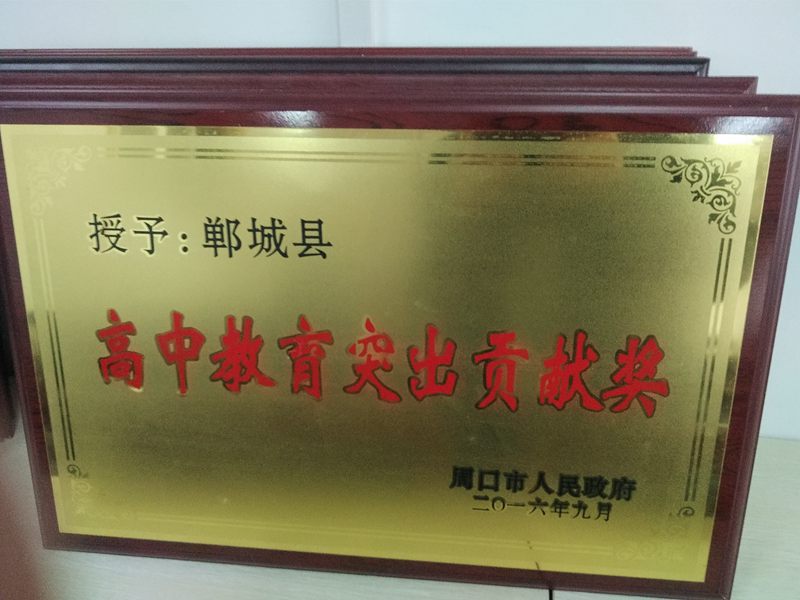 授予:郸城县
高中教育突出贡献奖
周口市人民政府
二〇一六年九月